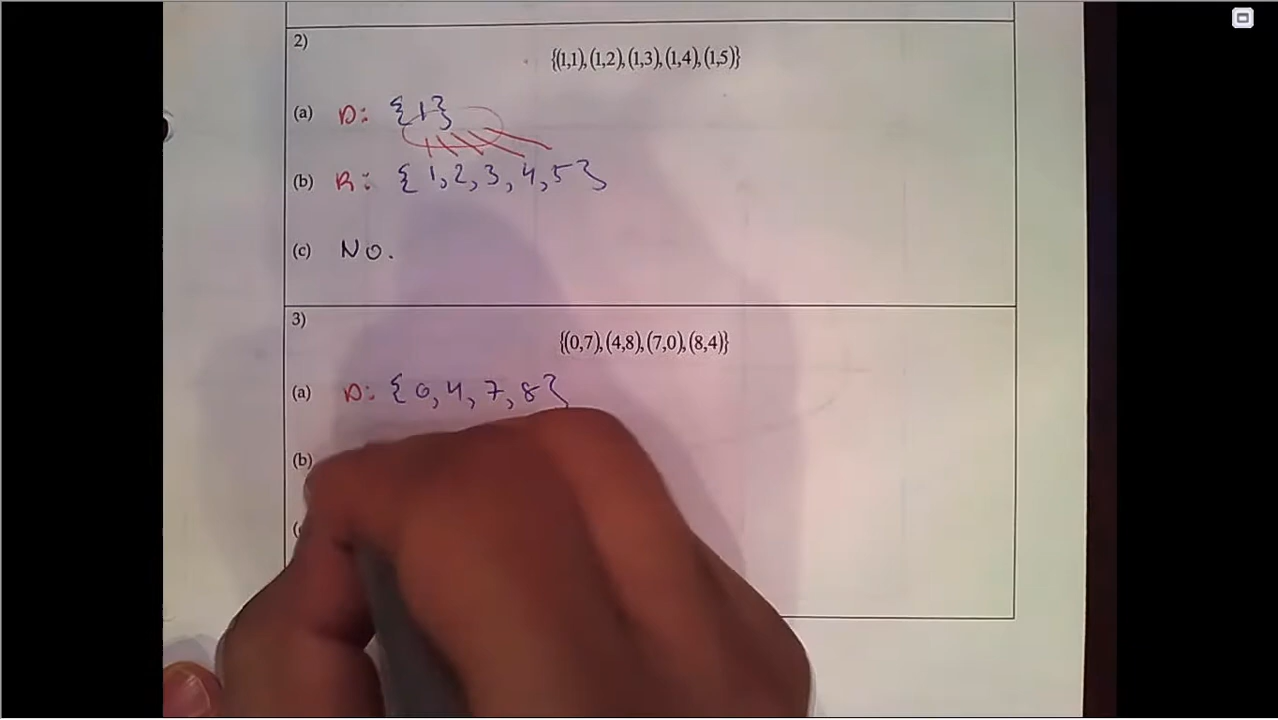 2)
{(1,1),(1,2),(1,3),(1,4),(1,5)}
(a) D: {1}
(b) R: {1,2,3,4,5}
(c) No.
3)
{(0,7),(4,8),(7,0),(8,4)}
(a) D: {0,4,7,8}
(b)